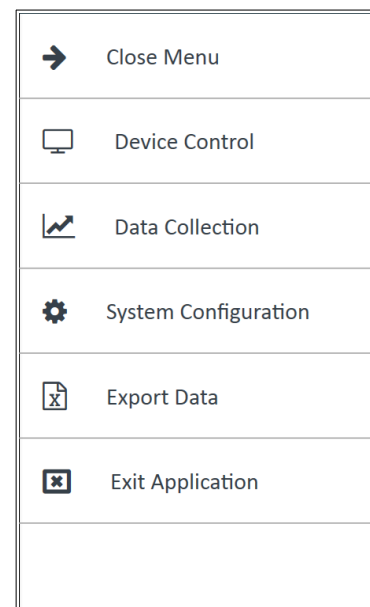 Close Menu
Device Control
Data Collection
System Configuration
Export Data
Exit Application